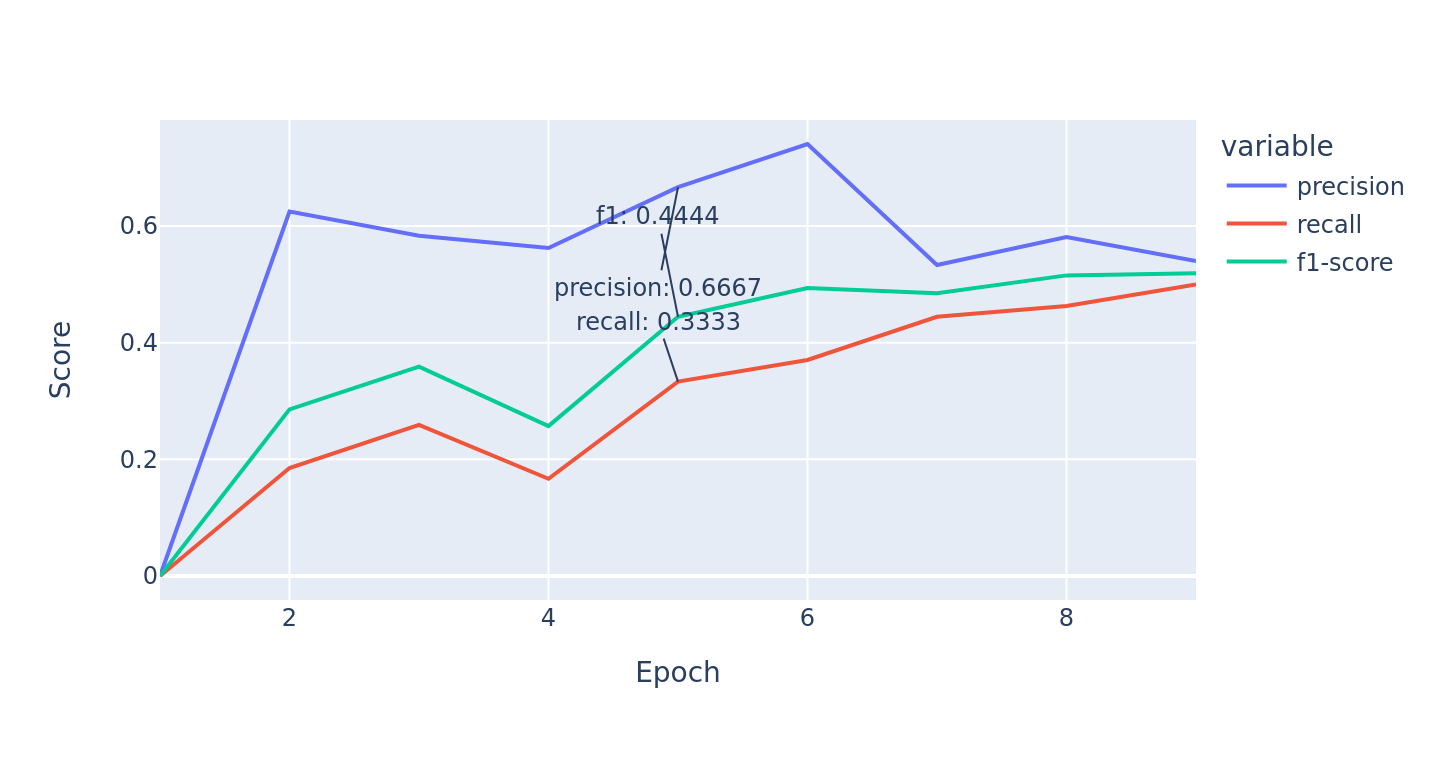 variable
precision
recall
f1-score
f1: 0.4444
precision: 0.6667
recall: 0.3333
0.6
0.4
0.2
0
Score
2
4
6
8
Epoch